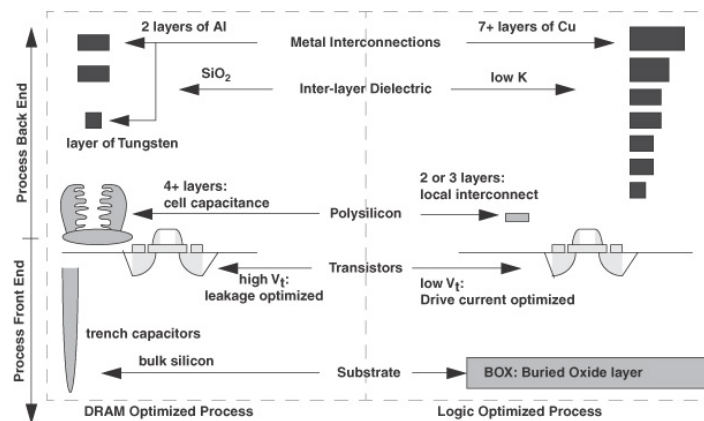 2 layers of Al
Metal Interconnections
7+ layers of Cu
SiO2
Inter-layer Dielectric
low K
layer of Tungsten
Process Back End
4+ layers:
cell capacitance
Polysilicon
2 or 3 layers:
local interconnect
Process Front End
high Vt:
leakage optimized
Transistors
low Vt:
Drive current optimized
trench capacitors
bulk silicon
Substrate
BOX: Buried Oxide layer
DRAM Optimized Process
Logic Optimized Process